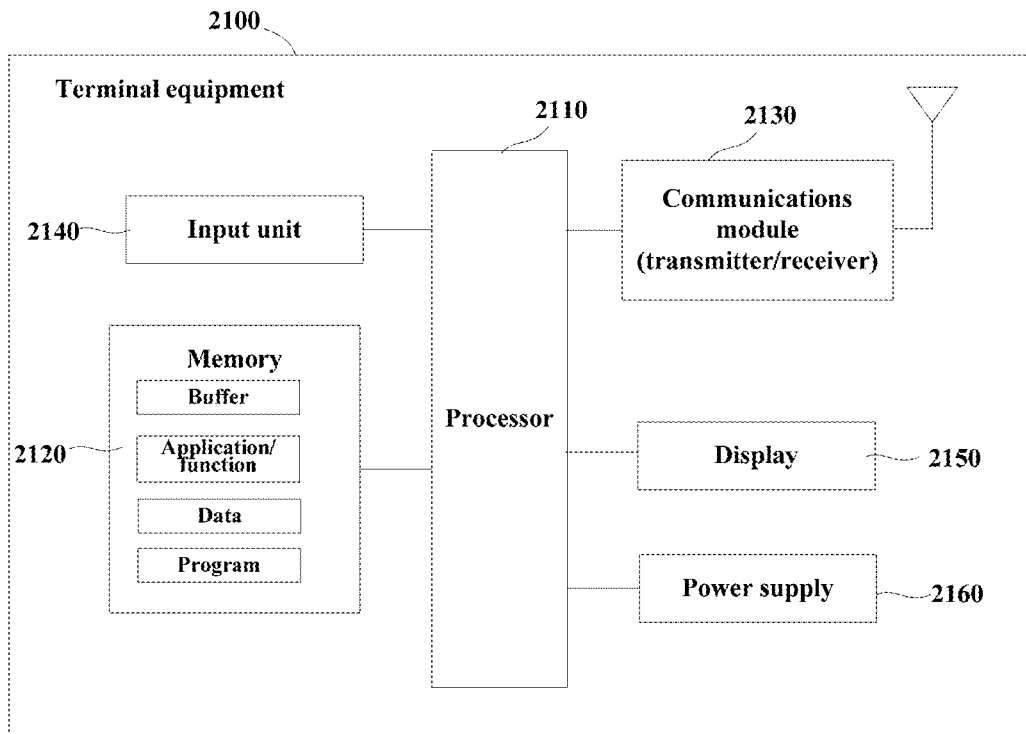 2100
Terminal equipment
2110
2130
Communications
module
(transmitter/receiver)
2140
Input unit
Memory
Buffer
Application/
function
Data
Program
2120
Processor
Display
2150
Power supply
2160